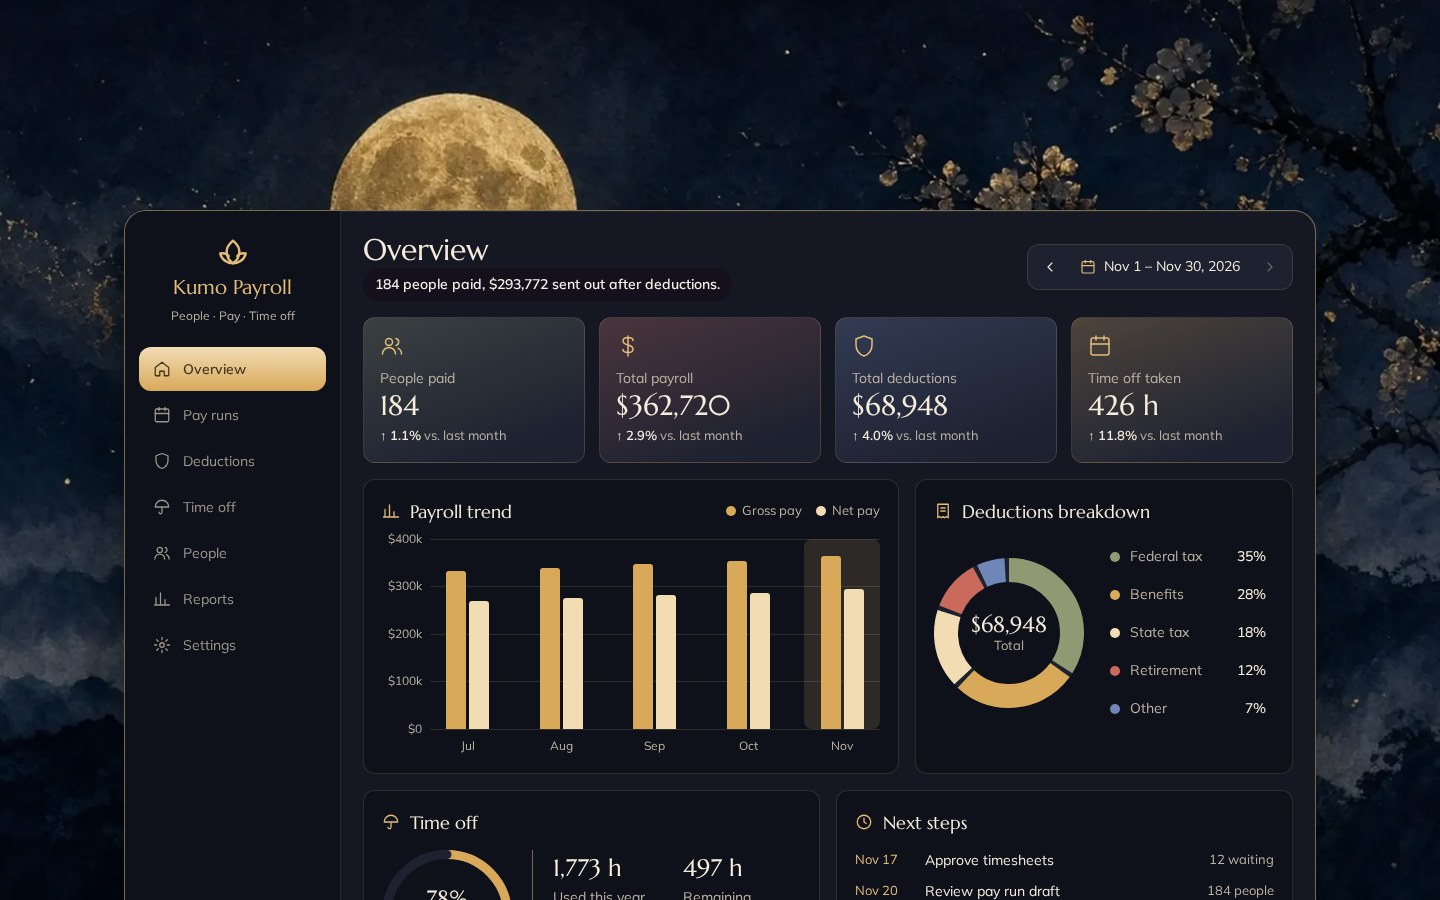 Kumo Payroll
People · Pay · Time off
Overview
Pay runs
Deductions
Time off
People
Reports
Settings
Overview
184 people paid, $293,772 sent out after deductions.
Nov 1 – Nov 30, 2026
People paid
184
↑ 1.1% vs. last month
Total payroll
$362,720
↑ 2.9% vs. last month
Total deductions
$68,948
↑ 4.0% vs. last month
Time off taken
426 h
↑ 11.8% vs. last month
Payroll trend
Gross pay
Net pay
$400k
$300k
$200k
$100k
$0
Jul
Aug
Sep
Oct
Nov
Deductions breakdown
$68,948
Total
Federal tax 35%
Benefits 28%
State tax 18%
Retirement 12%
Other 7%
Time off
78%
1,773 h
Used this year
497 h
Remaining
Next steps
Nov 17 Approve timesheets 12 waiting
Nov 20 Review pay run draft 184 people